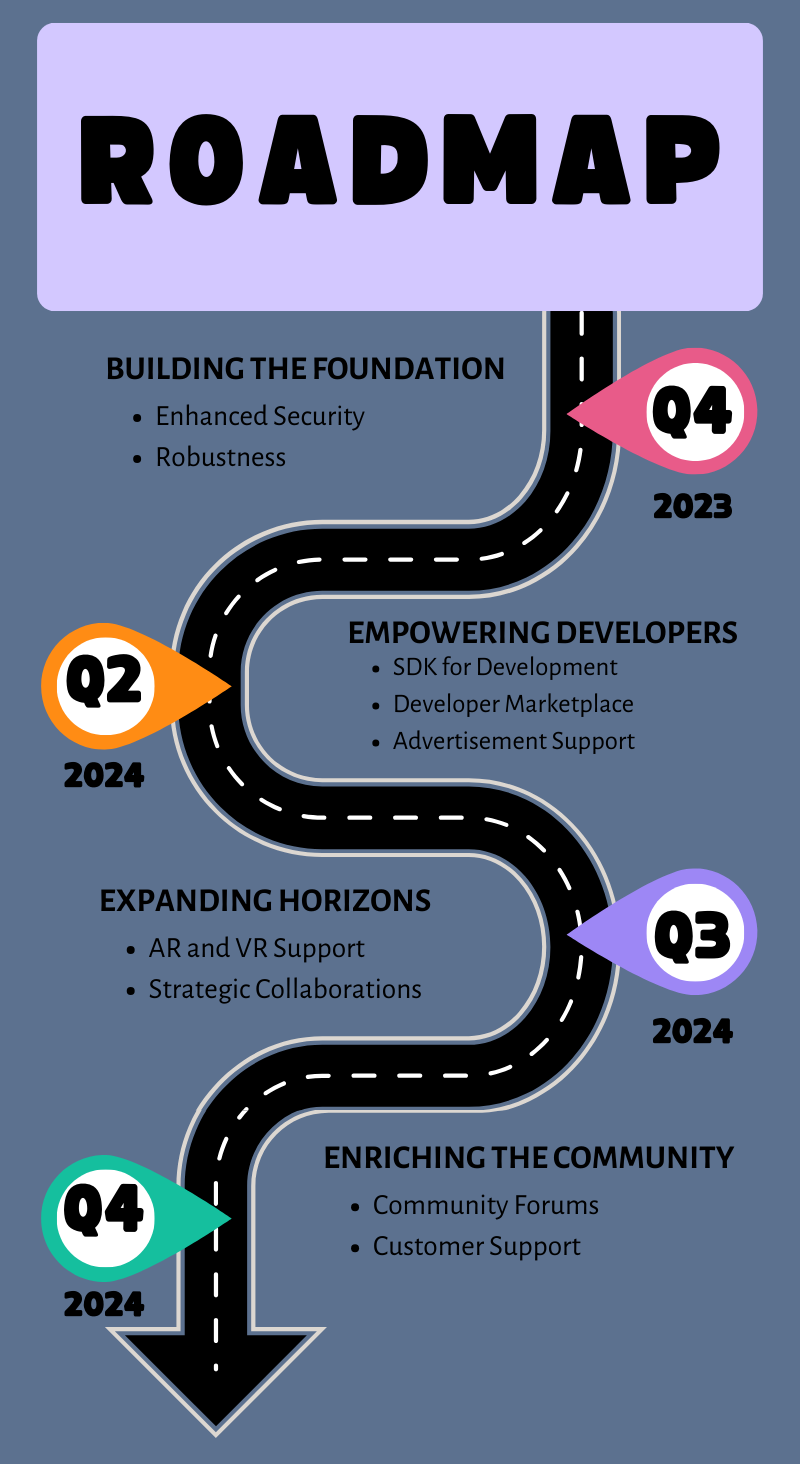 ROADMAP
BUILDING THE FOUNDATION
• Enhanced Security
• Robustness
Q4
2023
EMPOWERING DEVELOPERS
• SDK for Development
• Developer Marketplace
• Advertisement Support
Q2
2024
EXPANDING HORIZONS
• AR and VR Support
• Strategic Collaborations
Q3
2024
ENRICHING THE COMMUNITY
• Community Forums
• Customer Support
Q4
2024